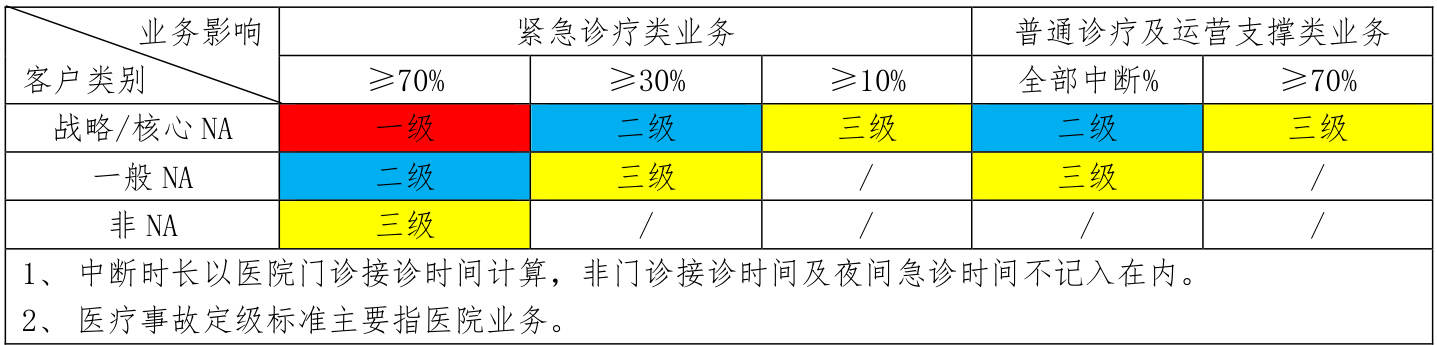 业务影响 紧急诊疗类业务 普通诊疗及运营支撑类业务
客户类别 ≥70% ≥30% ≥10% 全部中断% ≥70%
战略/核心 NA 一级 二级 三级 二级 三级
一般 NA 二级 三级 / 三级 /
非 NA 三级 / / / /
1、 中断时长以医院门诊接诊时间计算，非门诊接诊时间及夜间急诊时间不记入在内。
2、 医疗事故定级标准主要指医院业务。